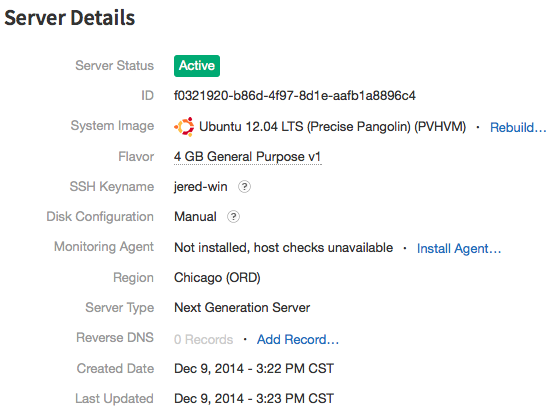 Server Details
Server Status Active
ID f0321920-b86d-4f97-8d1e-aafb1a8896c4
System Image Ubuntu 12.04 LTS (Precise Pangolin) (PVHVM) · Rebuild...
Flavor 4 GB General Purpose v1
SSH Keyname jered-win ?
Disk Configuration Manual ?
Monitoring Agent Not installed, host checks unavailable · Install Agent...
Region Chicago (ORD)
Server Type Next Generation Server
Reverse DNS 0 Records · Add Record...
Created Date Dec 9, 2014 - 3:22 PM CST
Last Updated Dec 9, 2014 - 3:23 PM CST